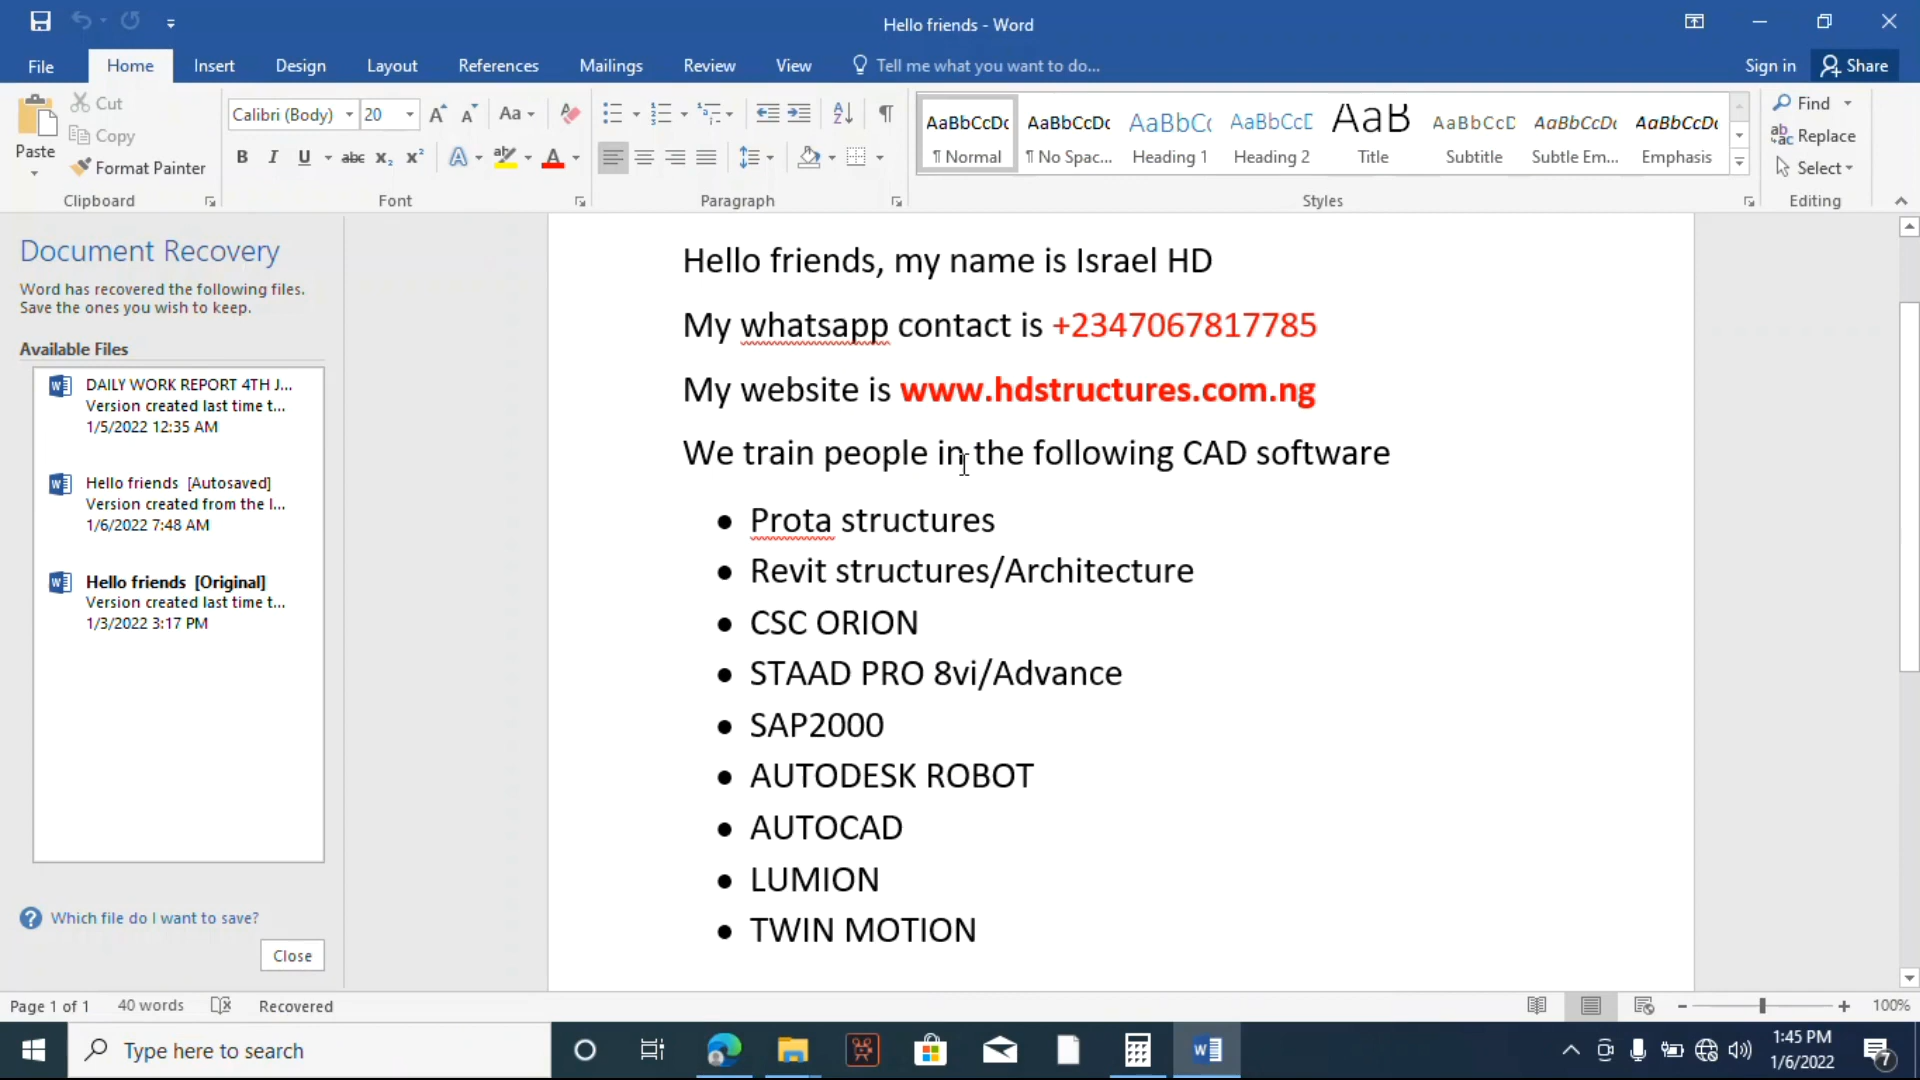 Hello friends - Word
File Home Insert Design Layout References Mailings Review View Tell me what you want to do... Sign in Share
Paste Cut Copy Format Painter
Calibri (Body) 20
AaBbCcDc AaBbCcDc AaBbCc AaBbCcD AaB AaBbCcD AaBbCcDc AaBbCcDc
¶ Normal ¶ No Spac... Heading 1 Heading 2 Title Subtitle Subtle Em... Emphasis
Find Replace Select
Clipboard Font Paragraph Styles Editing
Document Recovery
Word has recovered the following files.
Save the ones you wish to keep.
Available Files
DAILY WORK REPORT 4TH J...
Version created last time t...
1/5/2022 12:35 AM
Hello friends [Autosaved]
Version created from the l...
1/6/2022 7:48 AM
Hello friends [Original]
Version created last time t...
1/3/2022 3:17 PM
Which file do I want to save?
Close
Hello friends, my name is Israel HD
My whatsapp contact is +2347067817785
My website is www.hdstructures.com.ng
We train people in the following CAD software
• Prota structures
• Revit structures/Architecture
• CSC ORION
• STAAD PRO 8vi/Advance
• SAP2000
• AUTODESK ROBOT
• AUTOCAD
• LUMION
• TWIN MOTION
Page 1 of 1 40 words Recovered 100%
Type here to search
1:45 PM
1/6/2022
7